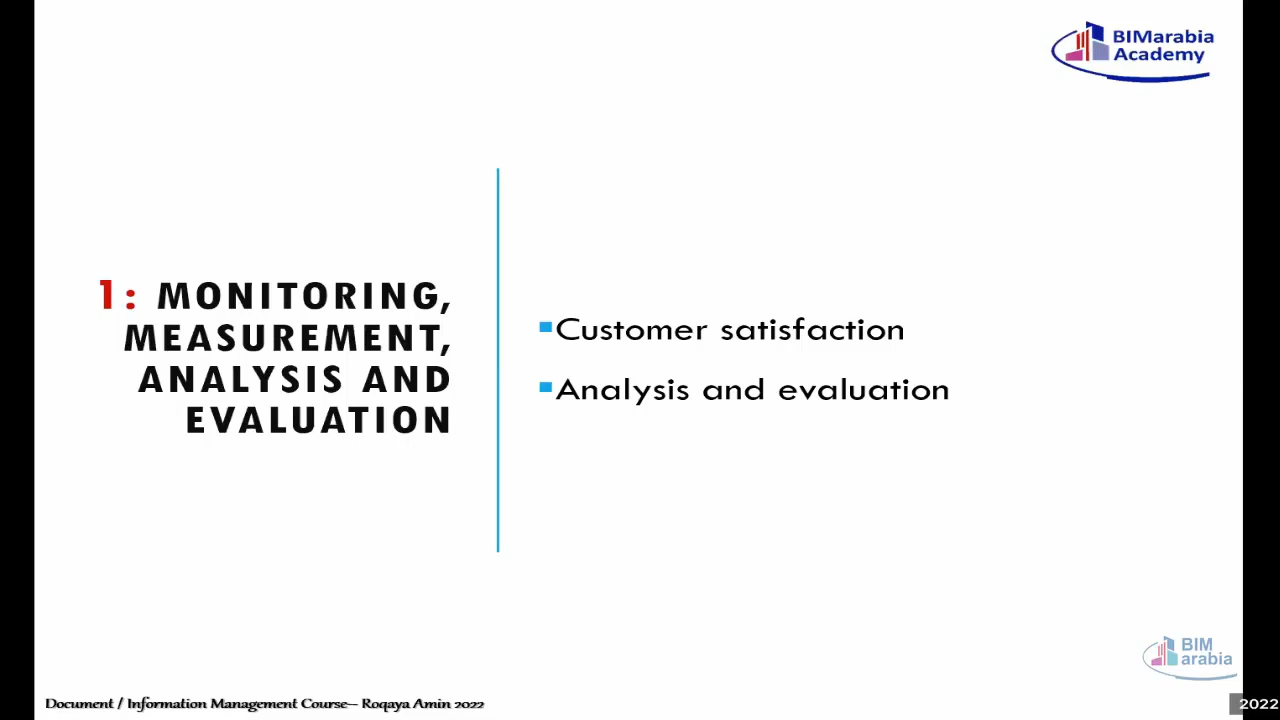 BIMarabia
Academy
1: MONITORING,
MEASUREMENT,
ANALYSIS AND
EVALUATION
▪Customer satisfaction
▪Analysis and evaluation
BIM
arabia
Document / Information Management Course– Roqaya Amin 2022
2022